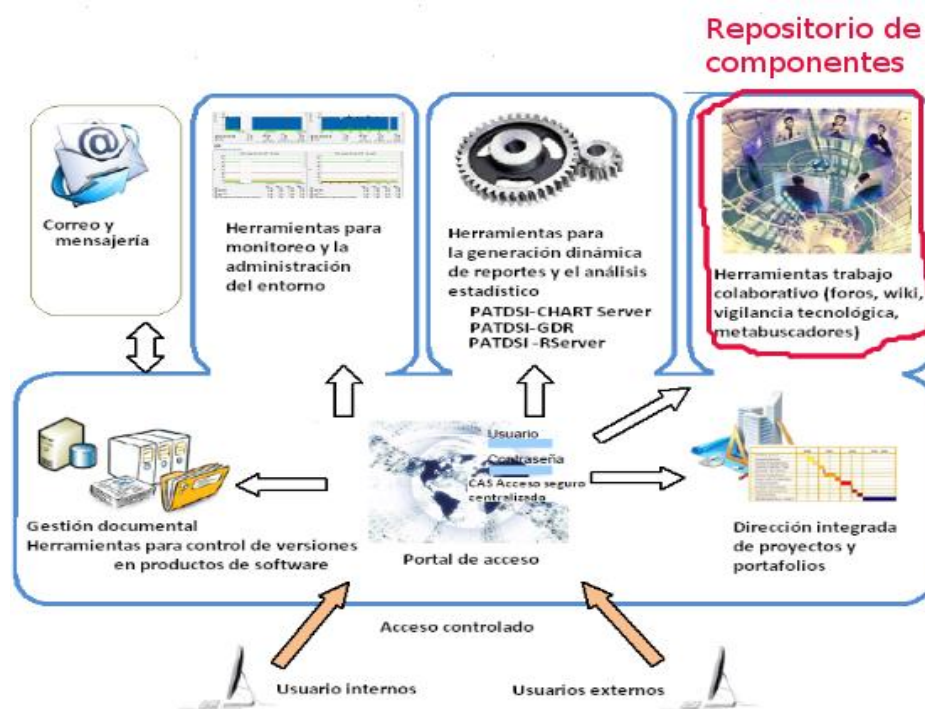 Repositorio de
componentes
Correo y
mensajería
Herramientas para
monitoreo y la
administración
del entorno
Herramientas para
la generación dinámica
de reportes y el análisis
estadístico
PATDSI-CHART Server
PATDSI-GDR
PATDSI -RServer
Herramientas trabajo
colaborativo (foros, wiki,
vigilancia tecnológica,
metabuscadores)
Gestión documental
Herramientas para control de versiones
en productos de software
Usuario
Contraseña
CAS Acceso seguro
centralizado
Portal de acceso
Dirección integrada
de proyectos y
portafolios
Acceso controlado
Usuario internos
Usuarios externos